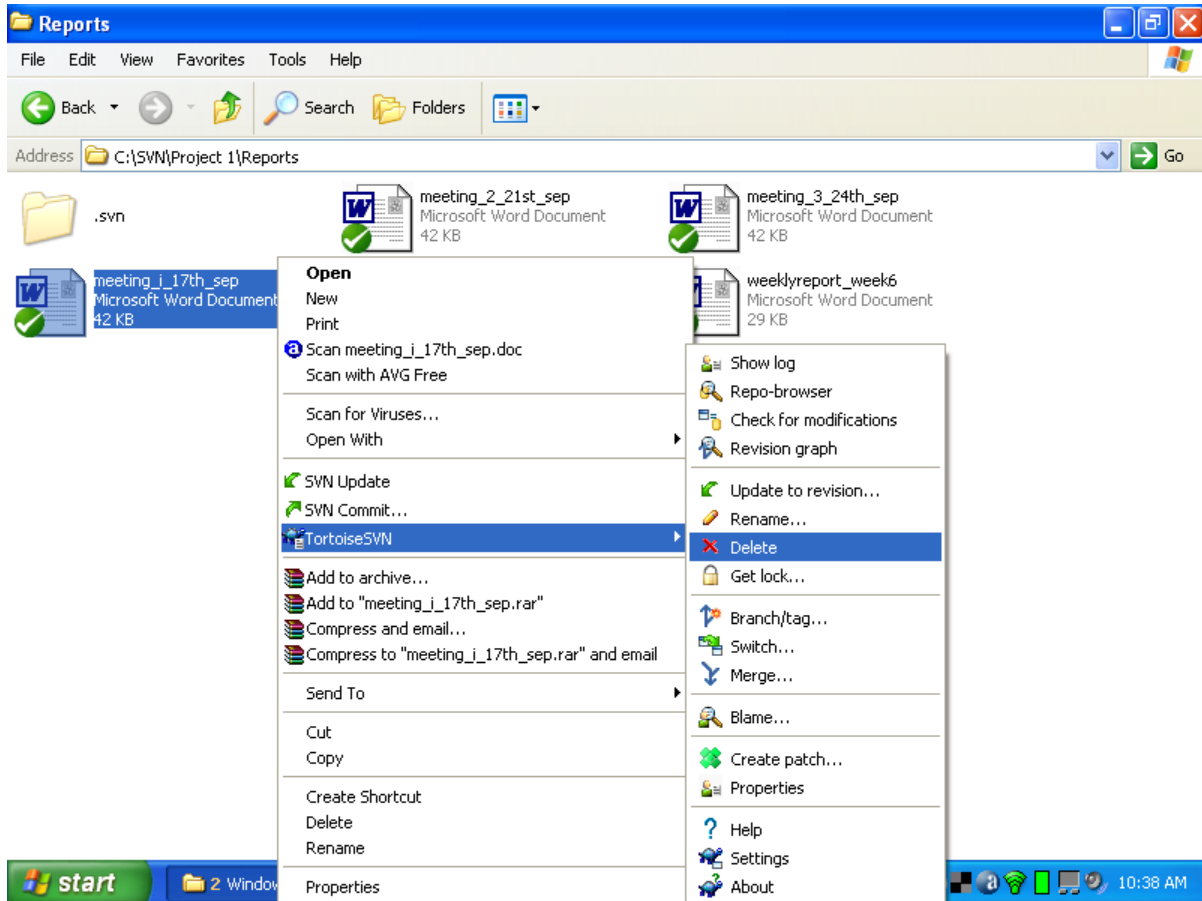 Reports
File Edit View Favorites Tools Help
Back Search Folders
Address C:\SVN\Project 1\Reports Go
.svn
meeting_2_21st_sep
Microsoft Word Document
42 KB
meeting_3_24th_sep
Microsoft Word Document
42 KB
meeting_i_17th_sep
Microsoft Word Document
42 KB
weeklyreport_week6
Microsoft Word Document
29 KB
Open
New
Print
Scan meeting_i_17th_sep.doc
Scan with AVG Free
Scan for Viruses...
Open With
SVN Update
SVN Commit...
TortoiseSVN
Add to archive...
Add to "meeting_i_17th_sep.rar"
Compress and email...
Compress to "meeting_i_17th_sep.rar" and email
Send To
Cut
Copy
Create Shortcut
Delete
Rename
Properties
Show log
Repo-browser
Check for modifications
Revision graph
Update to revision...
Rename...
Delete
Get lock...
Branch/tag...
Switch...
Merge...
Blame...
Create patch...
Properties
Help
Settings
About
start
2 Window
10:38 AM